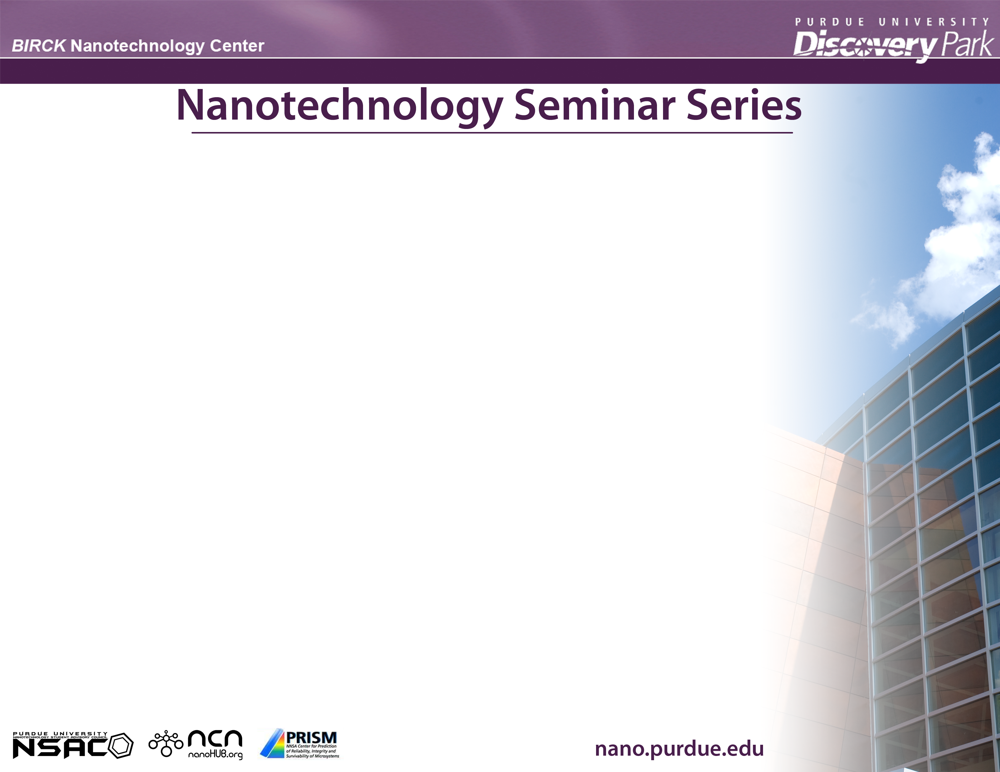 PURDUE UNIVERSITY
Discovery Park
BIRCK Nanotechnology Center
Nanotechnology Seminar Series
PURDUE UNIVERSITY
NANOTECHNOLOGY STUDENT ADVISORY COUNCIL
NSAC
ncn
nanoHUB.org
PRISM
NNSA Center for Prediction
of Reliability, Integrity and
Survivability of Microsystems
nano.purdue.edu